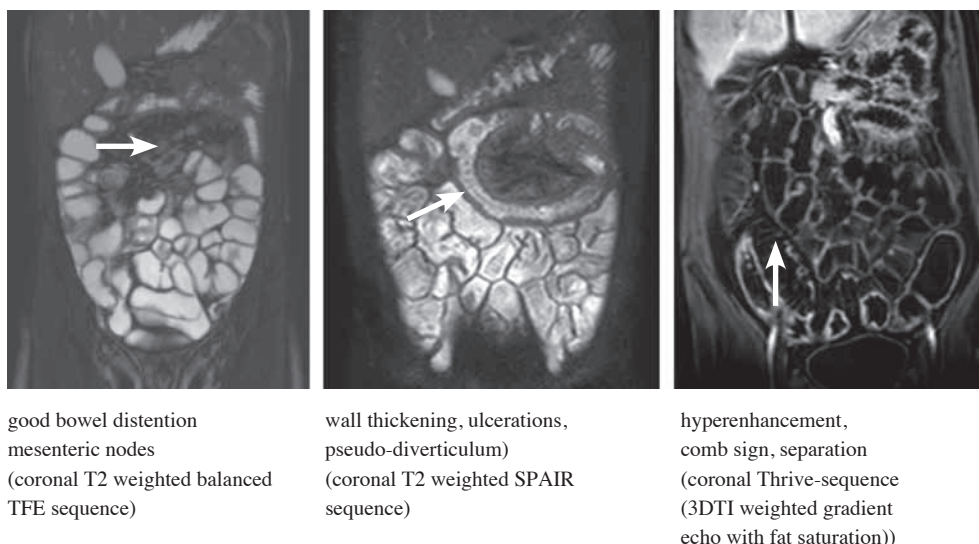 good bowel distention
mesenteric nodes
(coronal T2 weighted balanced
TFE sequence)
wall thickening, ulcerations,
pseudo-diverticulum)
(coronal T2 weighted SPAIR
sequence)
hyperenhancement,
comb sign, separation
(coronal Thrive-sequence
(3DTI weighted gradient
echo with fat saturation))